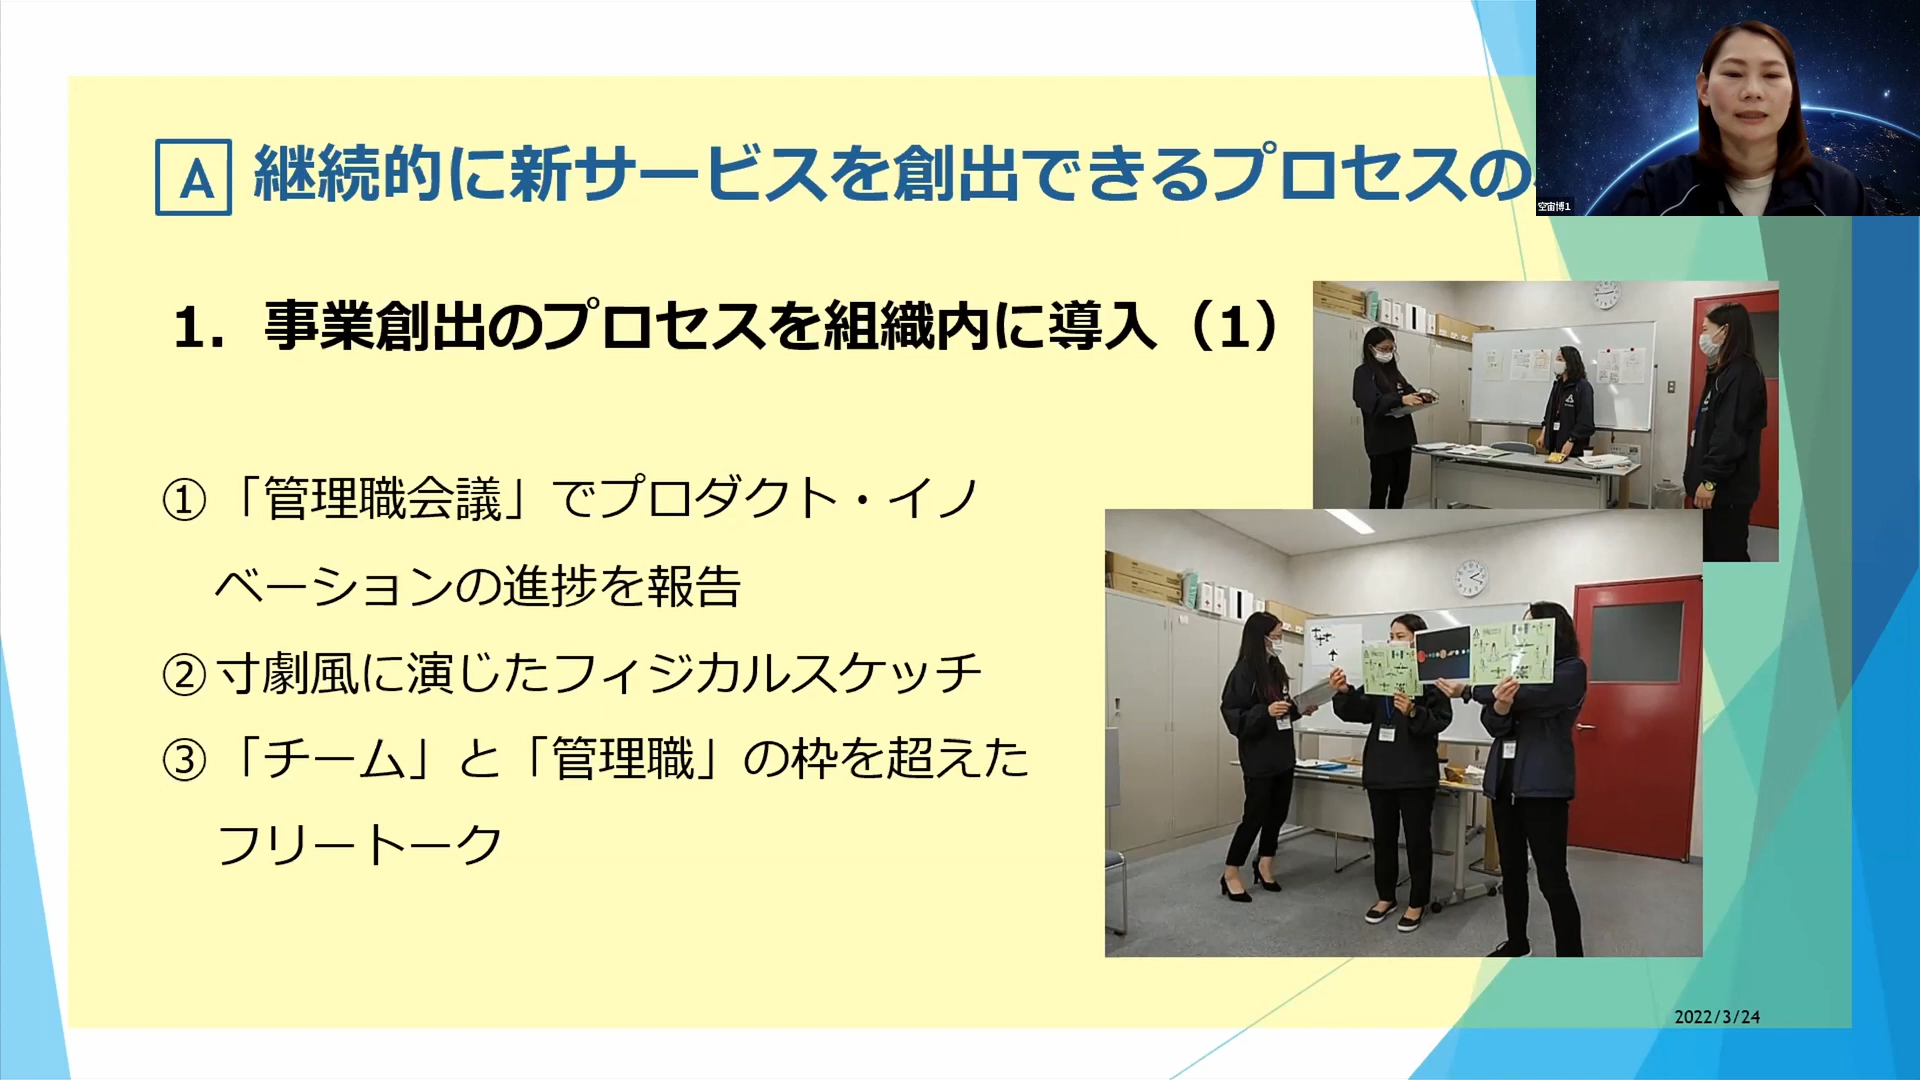 A 継続的に新サービスを創出できるプロセスの
空宙博1
1. 事業創出のプロセスを組織内に導入（1）
①「管理職会議」でプロダクト・イノ
ベーションの進捗を報告
②寸劇風に演じたフィジカルスケッチ
③「チーム」と「管理職」の枠を超えた
フリートーク
2022/3/24